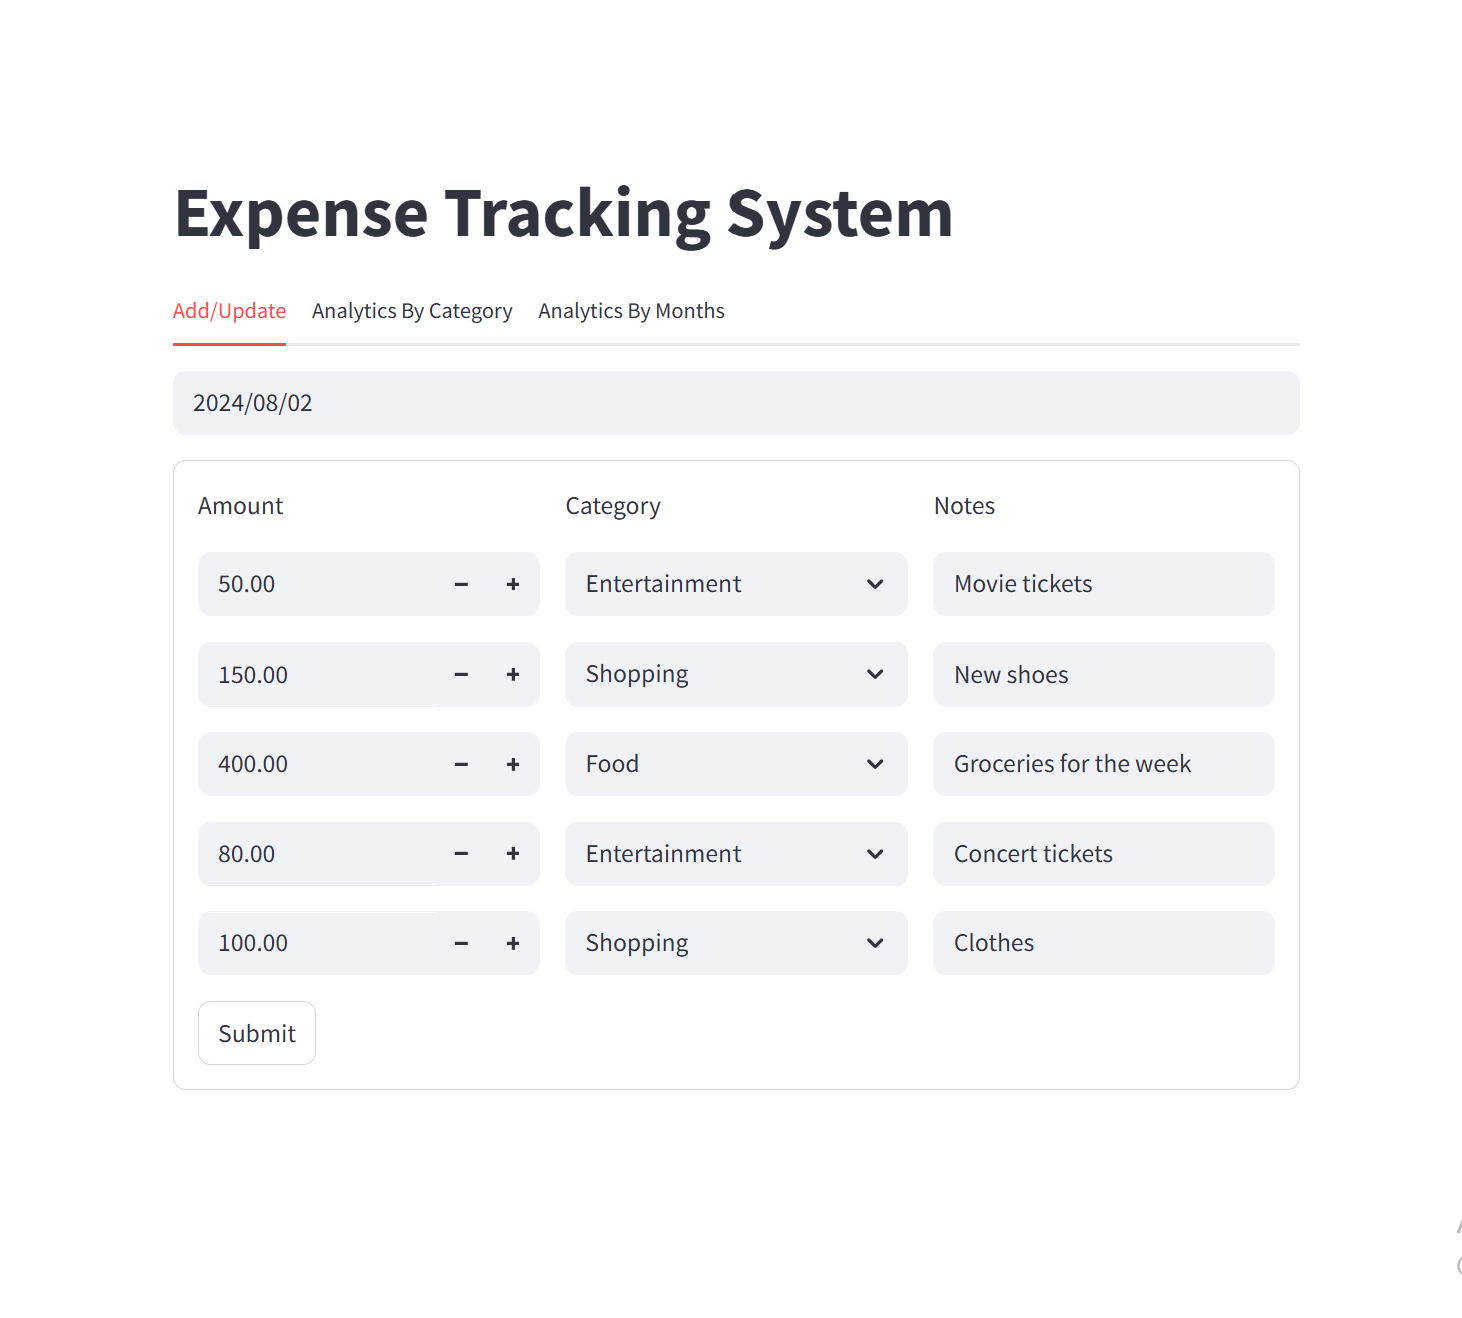 Expense Tracking System
Add/Update Analytics By Category Analytics By Months
2024/08/02
Amount Category Notes
50.00 Entertainment Movie tickets
150.00 Shopping New shoes
400.00 Food Groceries for the week
80.00 Entertainment Concert tickets
100.00 Shopping Clothes
Submit